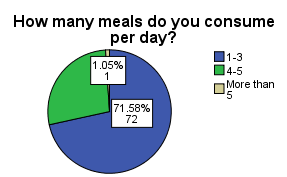 How many meals do you consume
per day?
1-3
4-5
More than
5
1.05%
1
71.58%
72